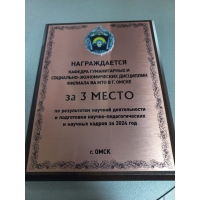 НАГРАЖДАЕТСЯ
КАФЕДРА ГУМАНИТАРНЫХ И
СОЦИАЛЬНО-ЭКОНОМИЧЕСКИХ ДИСЦИПЛИН
ФИЛИАЛА ВА МТО В Г. ОМСКЕ
за 3 МЕСТО
по результатам научной деятельности
и подготовки научно-педагогических
и научных кадров за 2024 год
г. ОМСК